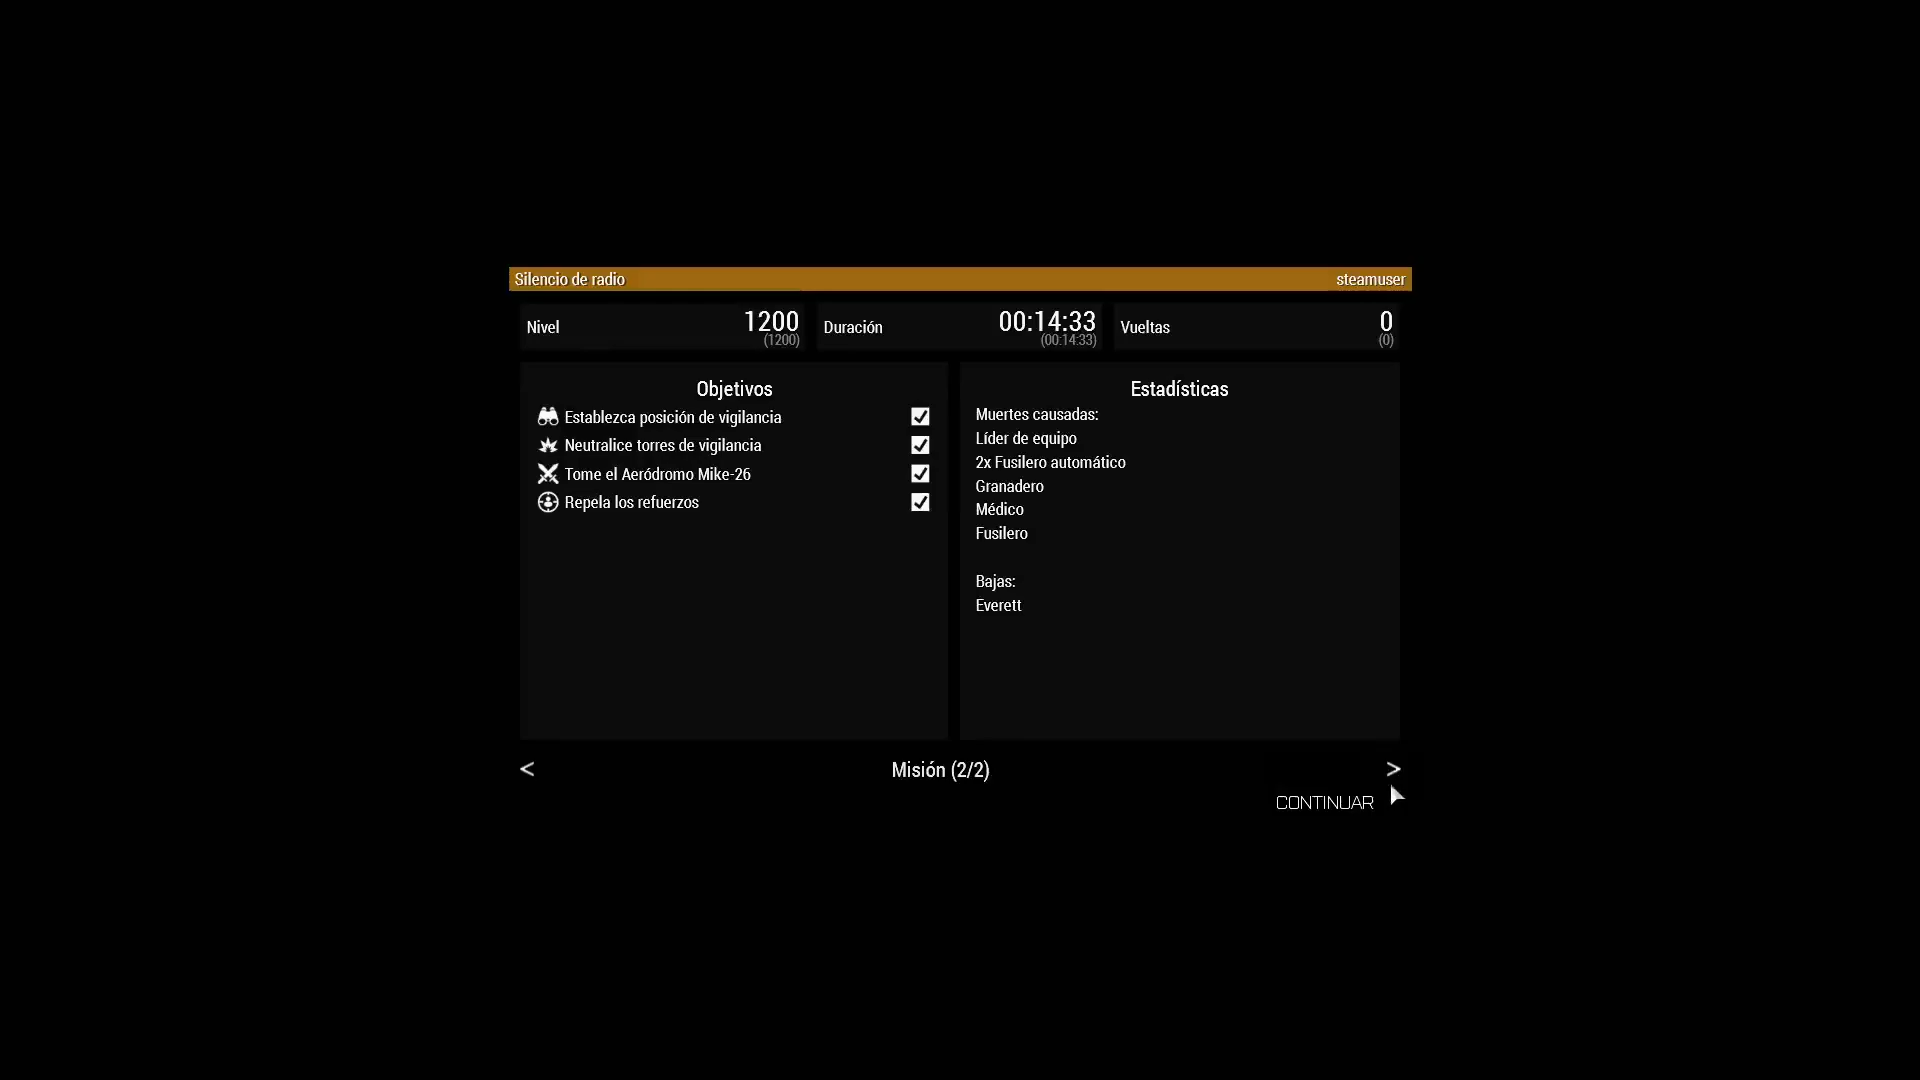 Silencio de radio
steamuser
Nivel
1200
(1200)
Duración
00:14:33
(00:14:33)
Vueltas
0
(0)
Objetivos
Establezca posición de vigilancia
Neutralice torres de vigilancia
Tome el Aeródromo Mike-26
Repela los refuerzos
Estadísticas
Muertes causadas:
Líder de equipo
2x Fusilero automático
Granadero
Médico
Fusilero
Bajas:
Everett
<
Misión (2/2)
>
CONTINUAR